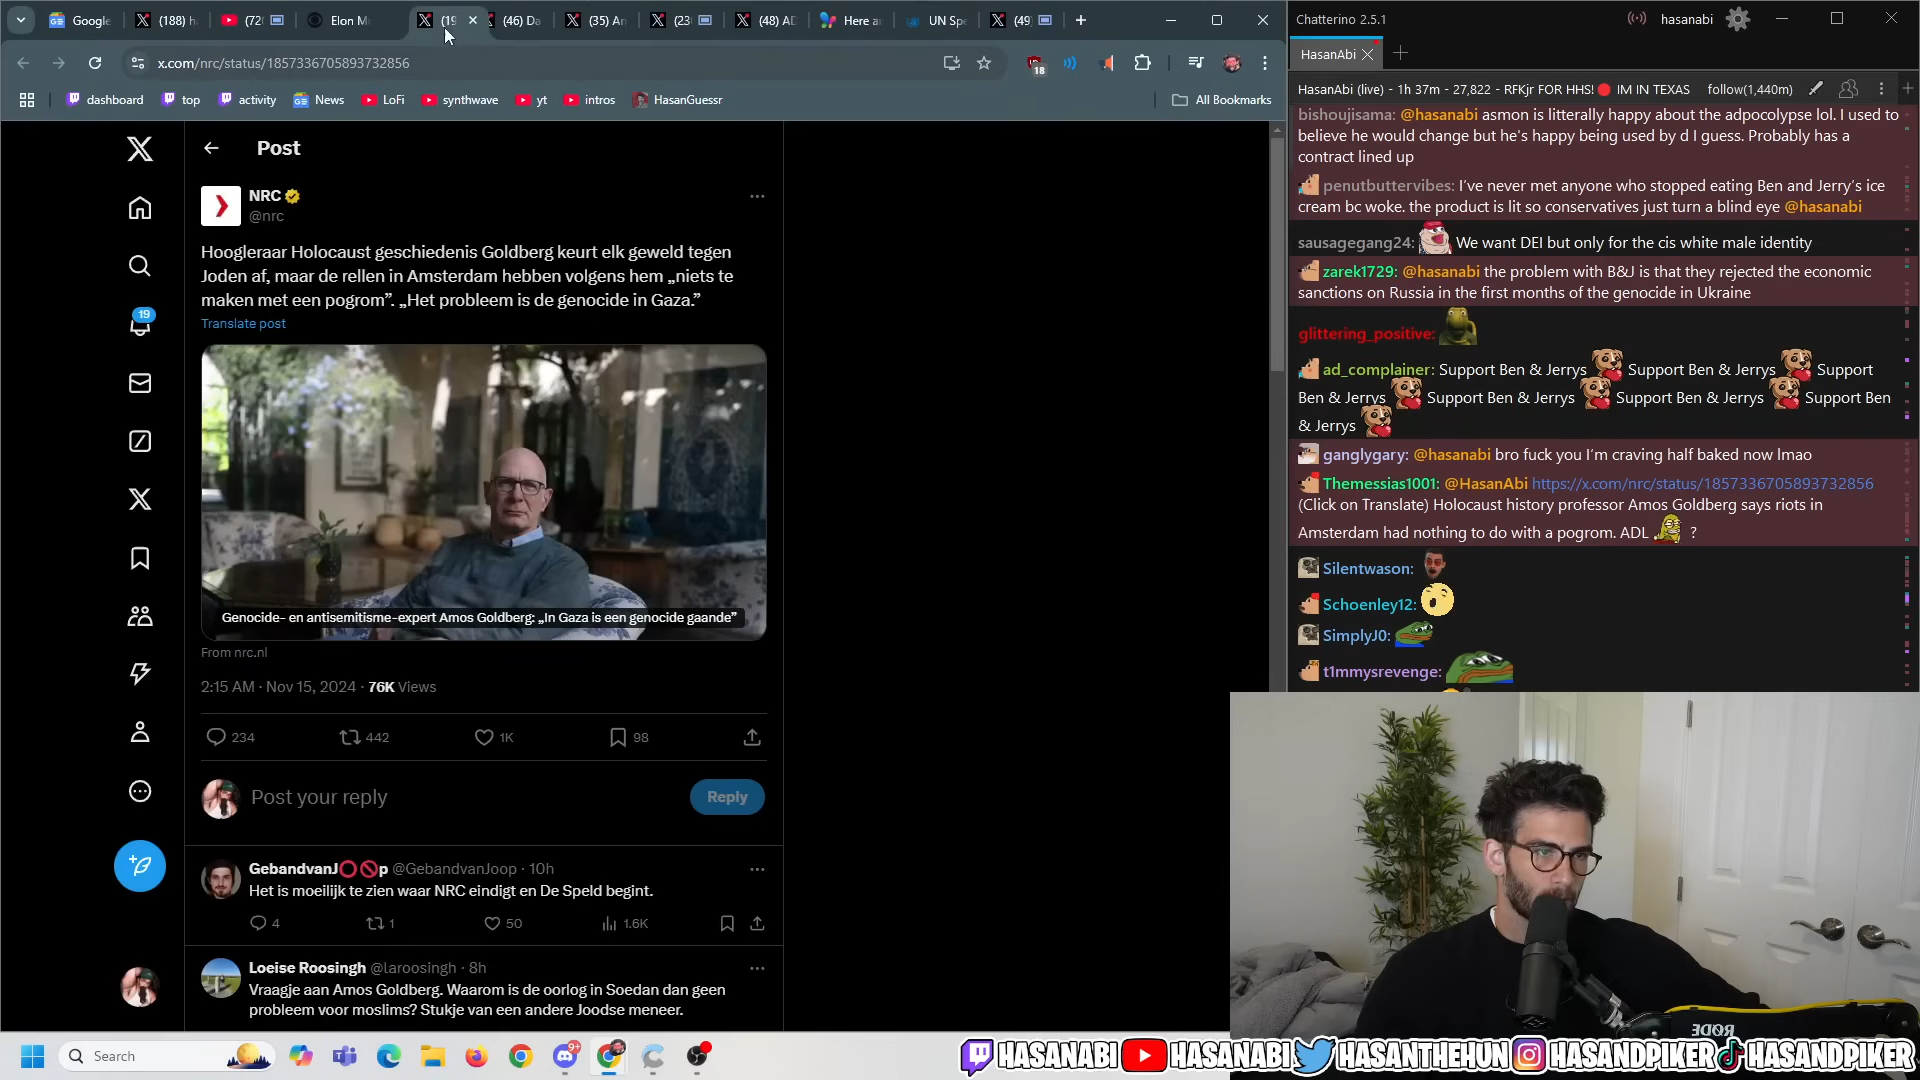 Google
(188) h
(720
Elon M
(19
(46) Da
(35) An
(23
(48) AD
Here a
UN Spe
(49)
x.com/nrc/status/1857336705893732856
18
dashboard
top
activity
News
LoFi
synthwave
yt
intros
HasanGuessr
All Bookmarks
Post
NRC
@nrc
Hoogleraar Holocaust geschiedenis Goldberg keurt elk geweld tegen
Joden af, maar de rellen in Amsterdam hebben volgens hem „niets te
maken met een pogrom”. „Het probleem is de genocide in Gaza.”
Translate post
19
Genocide- en antisemitisme-expert Amos Goldberg: „In Gaza is een genocide gaande”
From nrc.nl
2:15 AM · Nov 15, 2024 · 76K Views
234
442
1K
98
Post your reply
Reply
GebandvanJ⭕🚫p @GebandvanJoop · 10h
Het is moeilijk te zien waar NRC eindigt en De Speld begint.
4
1
50
1.6K
Loeise Roosingh @laroosingh · 8h
Vraagje aan Amos Goldberg. Waarom is de oorlog in Soedan dan geen
probleem voor moslims? Stukje van een andere Joodse meneer.
Search
9+
Chatterino 2.5.1
hasanabi
HasanAbi
HasanAbi (live) - 1h 37m - 27,822 - RFKjr FOR HHS!🔴 IM IN TEXAS
follow(1,440m)
bishoujisama: @hasanabi asmon is litterally happy about the adpocolypse lol. I used to
believe he would change but he's happy being used by d I guess. Probably has a
contract lined up
penutbuttervibes: I’ve never met anyone who stopped eating Ben and Jerry’s ice
cream bc woke. the product is lit so conservatives just turn a blind eye @hasanabi
sausagegang24: We want DEI but only for the cis white male identity
zarek1729: @hasanabi the problem with B&J is that they rejected the economic
sanctions on Russia in the first months of the genocide in Ukraine
glittering_positive:
ad_complainer: Support Ben & Jerrys Support Ben & Jerrys Support
Ben & Jerrys Support Ben & Jerrys Support Ben & Jerrys Support Ben
& Jerrys
ganglygary: @hasanabi bro fuck you I’m craving half baked now lmao
Themessias1001: @HasanAbi https://x.com/nrc/status/1857336705893732856
(Click on Translate) Holocaust history professor Amos Goldberg says riots in
Amsterdam had nothing to do with a pogrom. ADL ?
Silentwason:
Schoenley12:
SimplyJ0:
t1mmysrevenge:
RØDE
HASANABI
HASANABI
HASANTHEHUN
HASANDPIKER
HASANDPIKER